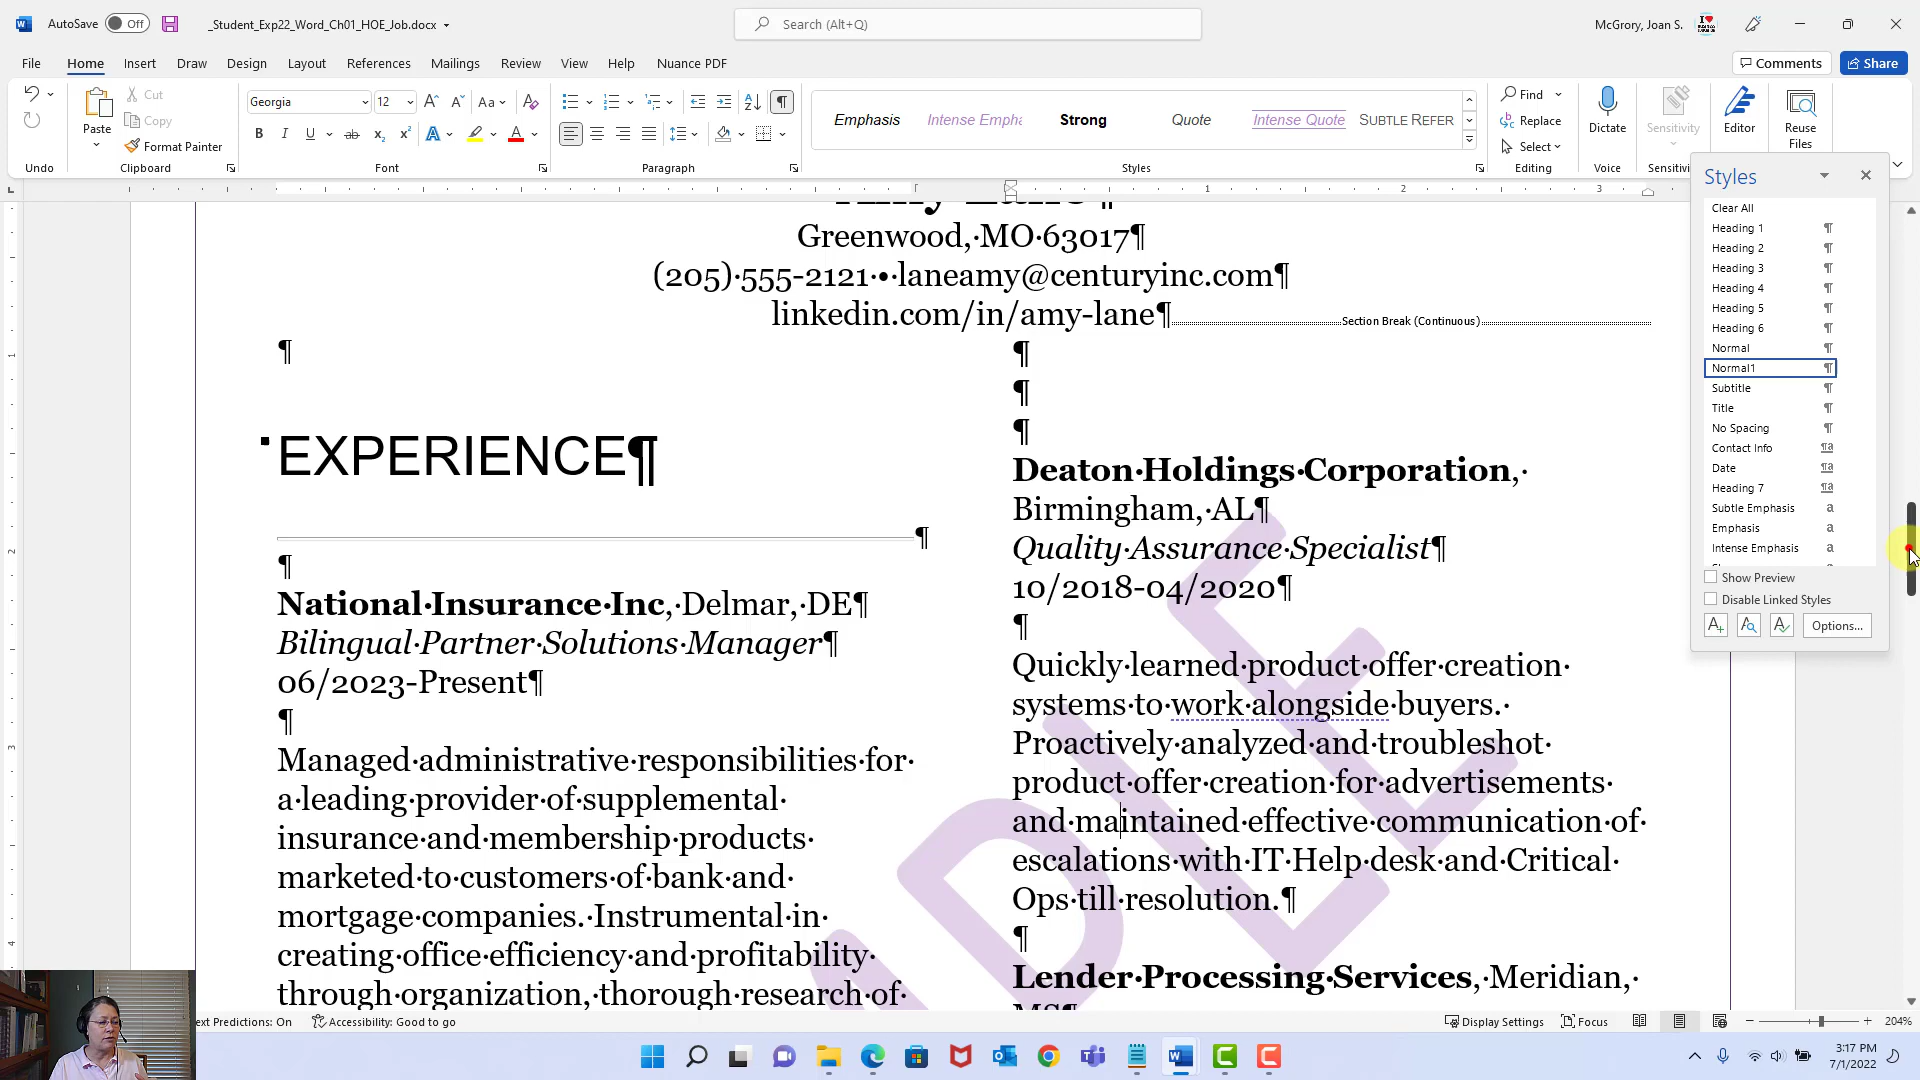 AutoSave Off _Student_Exp22_Word_Ch01_HOE_Job.docx Search (Alt+Q) McGrory, Joan S.
File Home Insert Draw Design Layout References Mailings Review View Help Nuance PDF Comments Share
Cut
Copy
Paste
Format Painter
Georgia 12
Emphasis Intense Empha Strong Quote Intense Quote Subtle Refer
Find
Replace
Select
Dictate
Sensitivity
Editor
Reuse
Files
Undo Clipboard Font Paragraph Styles Editing Voice Sensitiv
1 2 3
Greenwood,·MO·63017¶
(205)·555-2121·•·laneamy@centuryinc.com¶
linkedin.com/in/amy-lane¶ Section Break (Continuous)
¶
EXPERIENCE¶
¶
¶
National·Insurance·Inc,·Delmar,·DE¶
Bilingual·Partner·Solutions·Manager¶
06/2023-Present¶
¶
Managed·administrative·responsibilities·for·
a·leading·provider·of·supplemental·
insurance·and·membership·products·
marketed·to·customers·of·bank·and·
mortgage·companies.·Instrumental·in·
creating·office·efficiency·and·profitability·
through·organization,·thorough·research·of·
¶
¶
¶
Deaton·Holdings·Corporation,·
Birmingham,·AL¶
Quality·Assurance·Specialist¶
10/2018-04/2020¶
¶
Quickly·learned·product·offer·creation·
systems·to·work·alongside·buyers.·
Proactively·analyzed·and·troubleshot·
product·offer·creation·for·advertisements·
and·maintained·effective·communication·of·
escalations·with·IT·Help·desk·and·Critical·
Ops·till·resolution.¶
¶
Lender·Processing·Services,·Meridian,·
Styles
Clear All
Heading 1
Heading 2
Heading 3
Heading 4
Heading 5
Heading 6
Normal
Normal1
Subtitle
Title
No Spacing
Contact Info
Date
Heading 7
Subtle Emphasis
Emphasis
Intense Emphasis
Show Preview
Disable Linked Styles
Options...
ext Predictions: On Accessibility: Good to go Display Settings Focus 204%
3:17 PM
7/1/2022